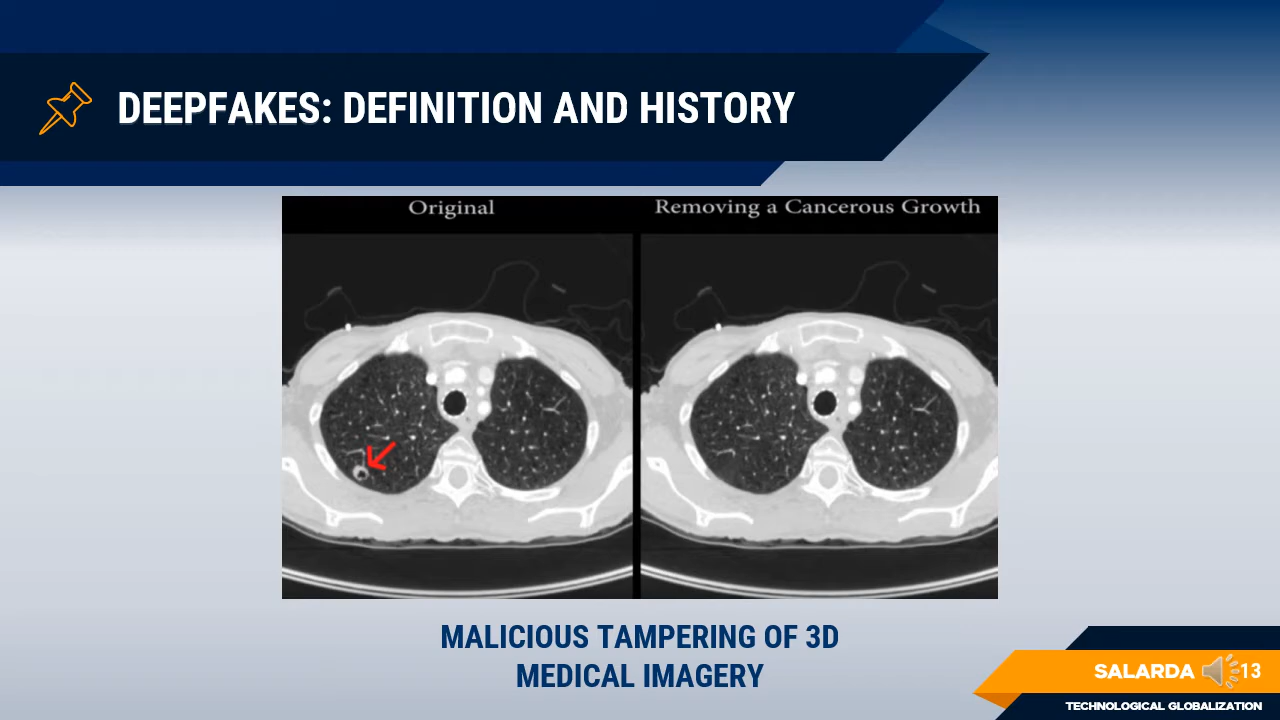 DEEPFAKES: DEFINITION AND HISTORY
Original
Removing a Cancerous Growth
MALICIOUS TAMPERING OF 3D
MEDICAL IMAGERY
SALARDA 13
TECHNOLOGICAL GLOBALIZATION